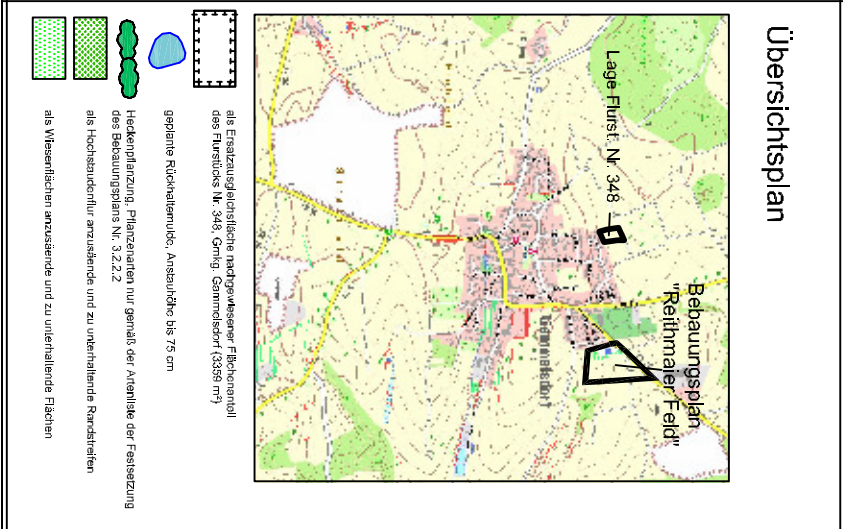 Übersichtsplan
Lage Flurst. Nr. 348
Bebauungsplan
"Reithmaier Feld"
Gammelsdorf
als Ersatzausgleichsfläche nachgewiesener Flächenanteil
des Flurstücks Nr. 348, Gmkg. Gammelsdorf (3359 m²)
geplante Rückhaltemulde, Anstauhöhe bis 75 cm
Heckenpflanzung, Pflanzenarten nur gemäß der Artenliste der Festsetzung
des Bebauungsplans Nr. 3.2.2.2
als Hochstaudenflur anzusäende und zu unterhaltende Randstreifen
als Wiesenflächen anzusäende und zu unterhaltende Flächen